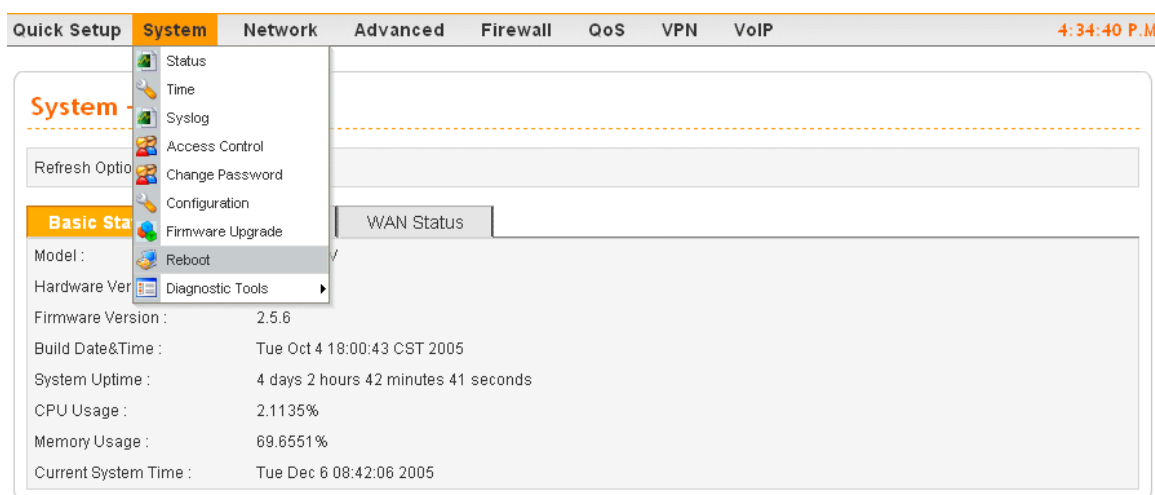 Quick Setup System Network Advanced Firewall QoS VPN VoIP 4:34:40 P.M
Status
Time
System -
Syslog
Access Control
Refresh Optio
Change Password
Configuration
Basic Sta WAN Status
Firmware Upgrade
Model :
Reboot
Hardware Ver
Diagnostic Tools
Firmware Version : 2.5.6
Build Date&Time : Tue Oct 4 18:00:43 CST 2005
System Uptime : 4 days 2 hours 42 minutes 41 seconds
CPU Usage : 2.1135%
Memory Usage : 69.6551%
Current System Time : Tue Dec 6 08:42:06 2005